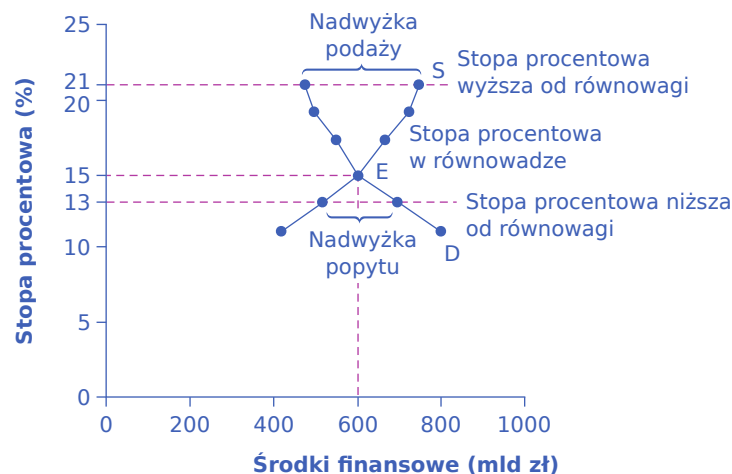 25
Nadwyżka
podaży
S
Stopa procentowa
wyższa od równowagi
21
20
Stopa procentowa
w równowadze
15
E
13
Stopa procentowa niższa
od równowagi
Nadwyżka
popytu
D
10
5
0
0 200 400 600 800 1000
Stopa procentowa (%)
Środki finansowe (mld zł)